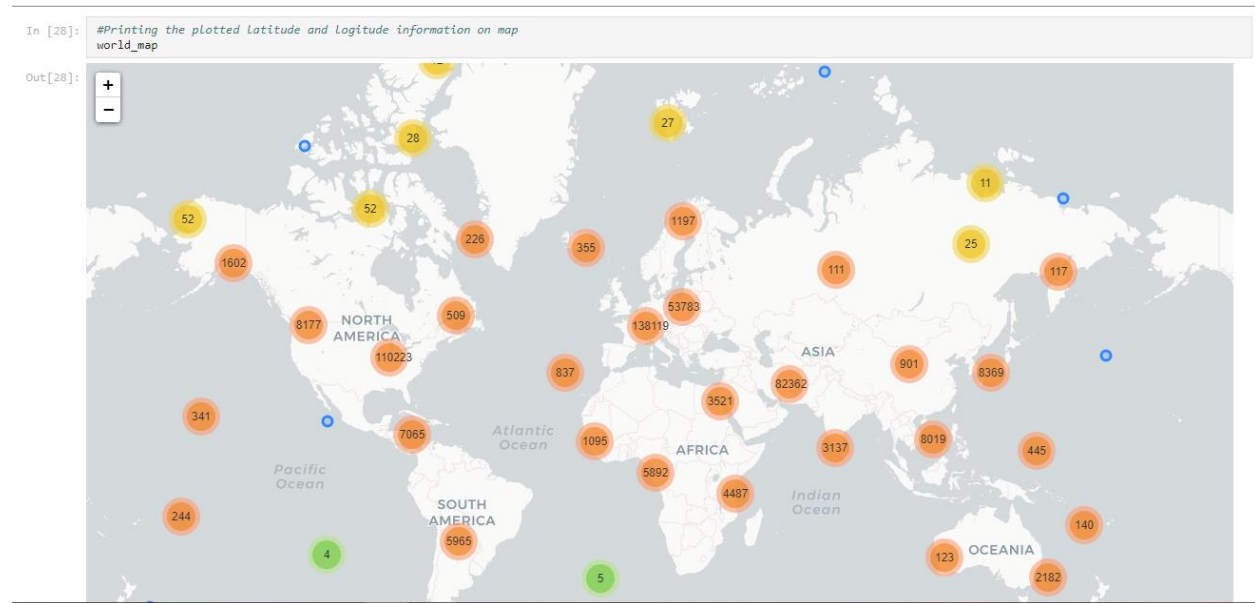 In [28]:
#Printing the plotted latitude and logitude information on map
world_map
Out[28]:
+
−
27
28
11
52
52
1197
226
355
25
1602
111
117
53783
509
8177
NORTH
138119
AMERICA
ASIA
110223
901
837
8369
82362
3521
341
Atlantic
7065
Ocean
1095
8019
AFRICA
3137
445
Pacific
5892
Ocean
4487
Indian
SOUTH
Ocean
244
AMERICA
140
5965
OCEANIA
4
123
5
2182